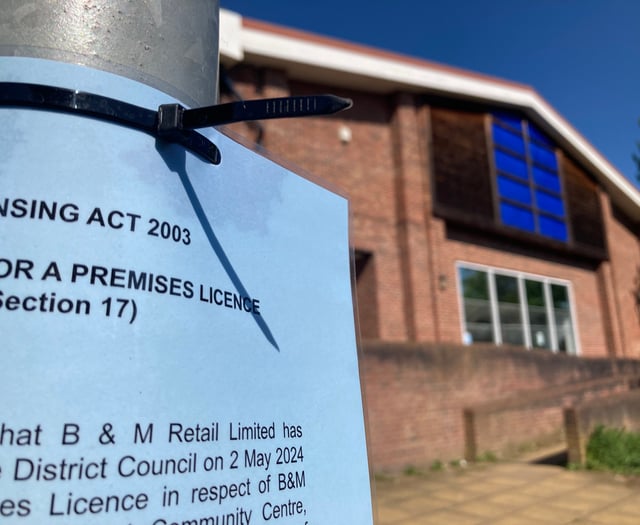 NSING ACT 2003
OR A PREMISES LICENCE
Section 17)
hat B & M Retail Limited has
e District Council on 2 May 2024
es Licence in respect of B&M
Community Centre,